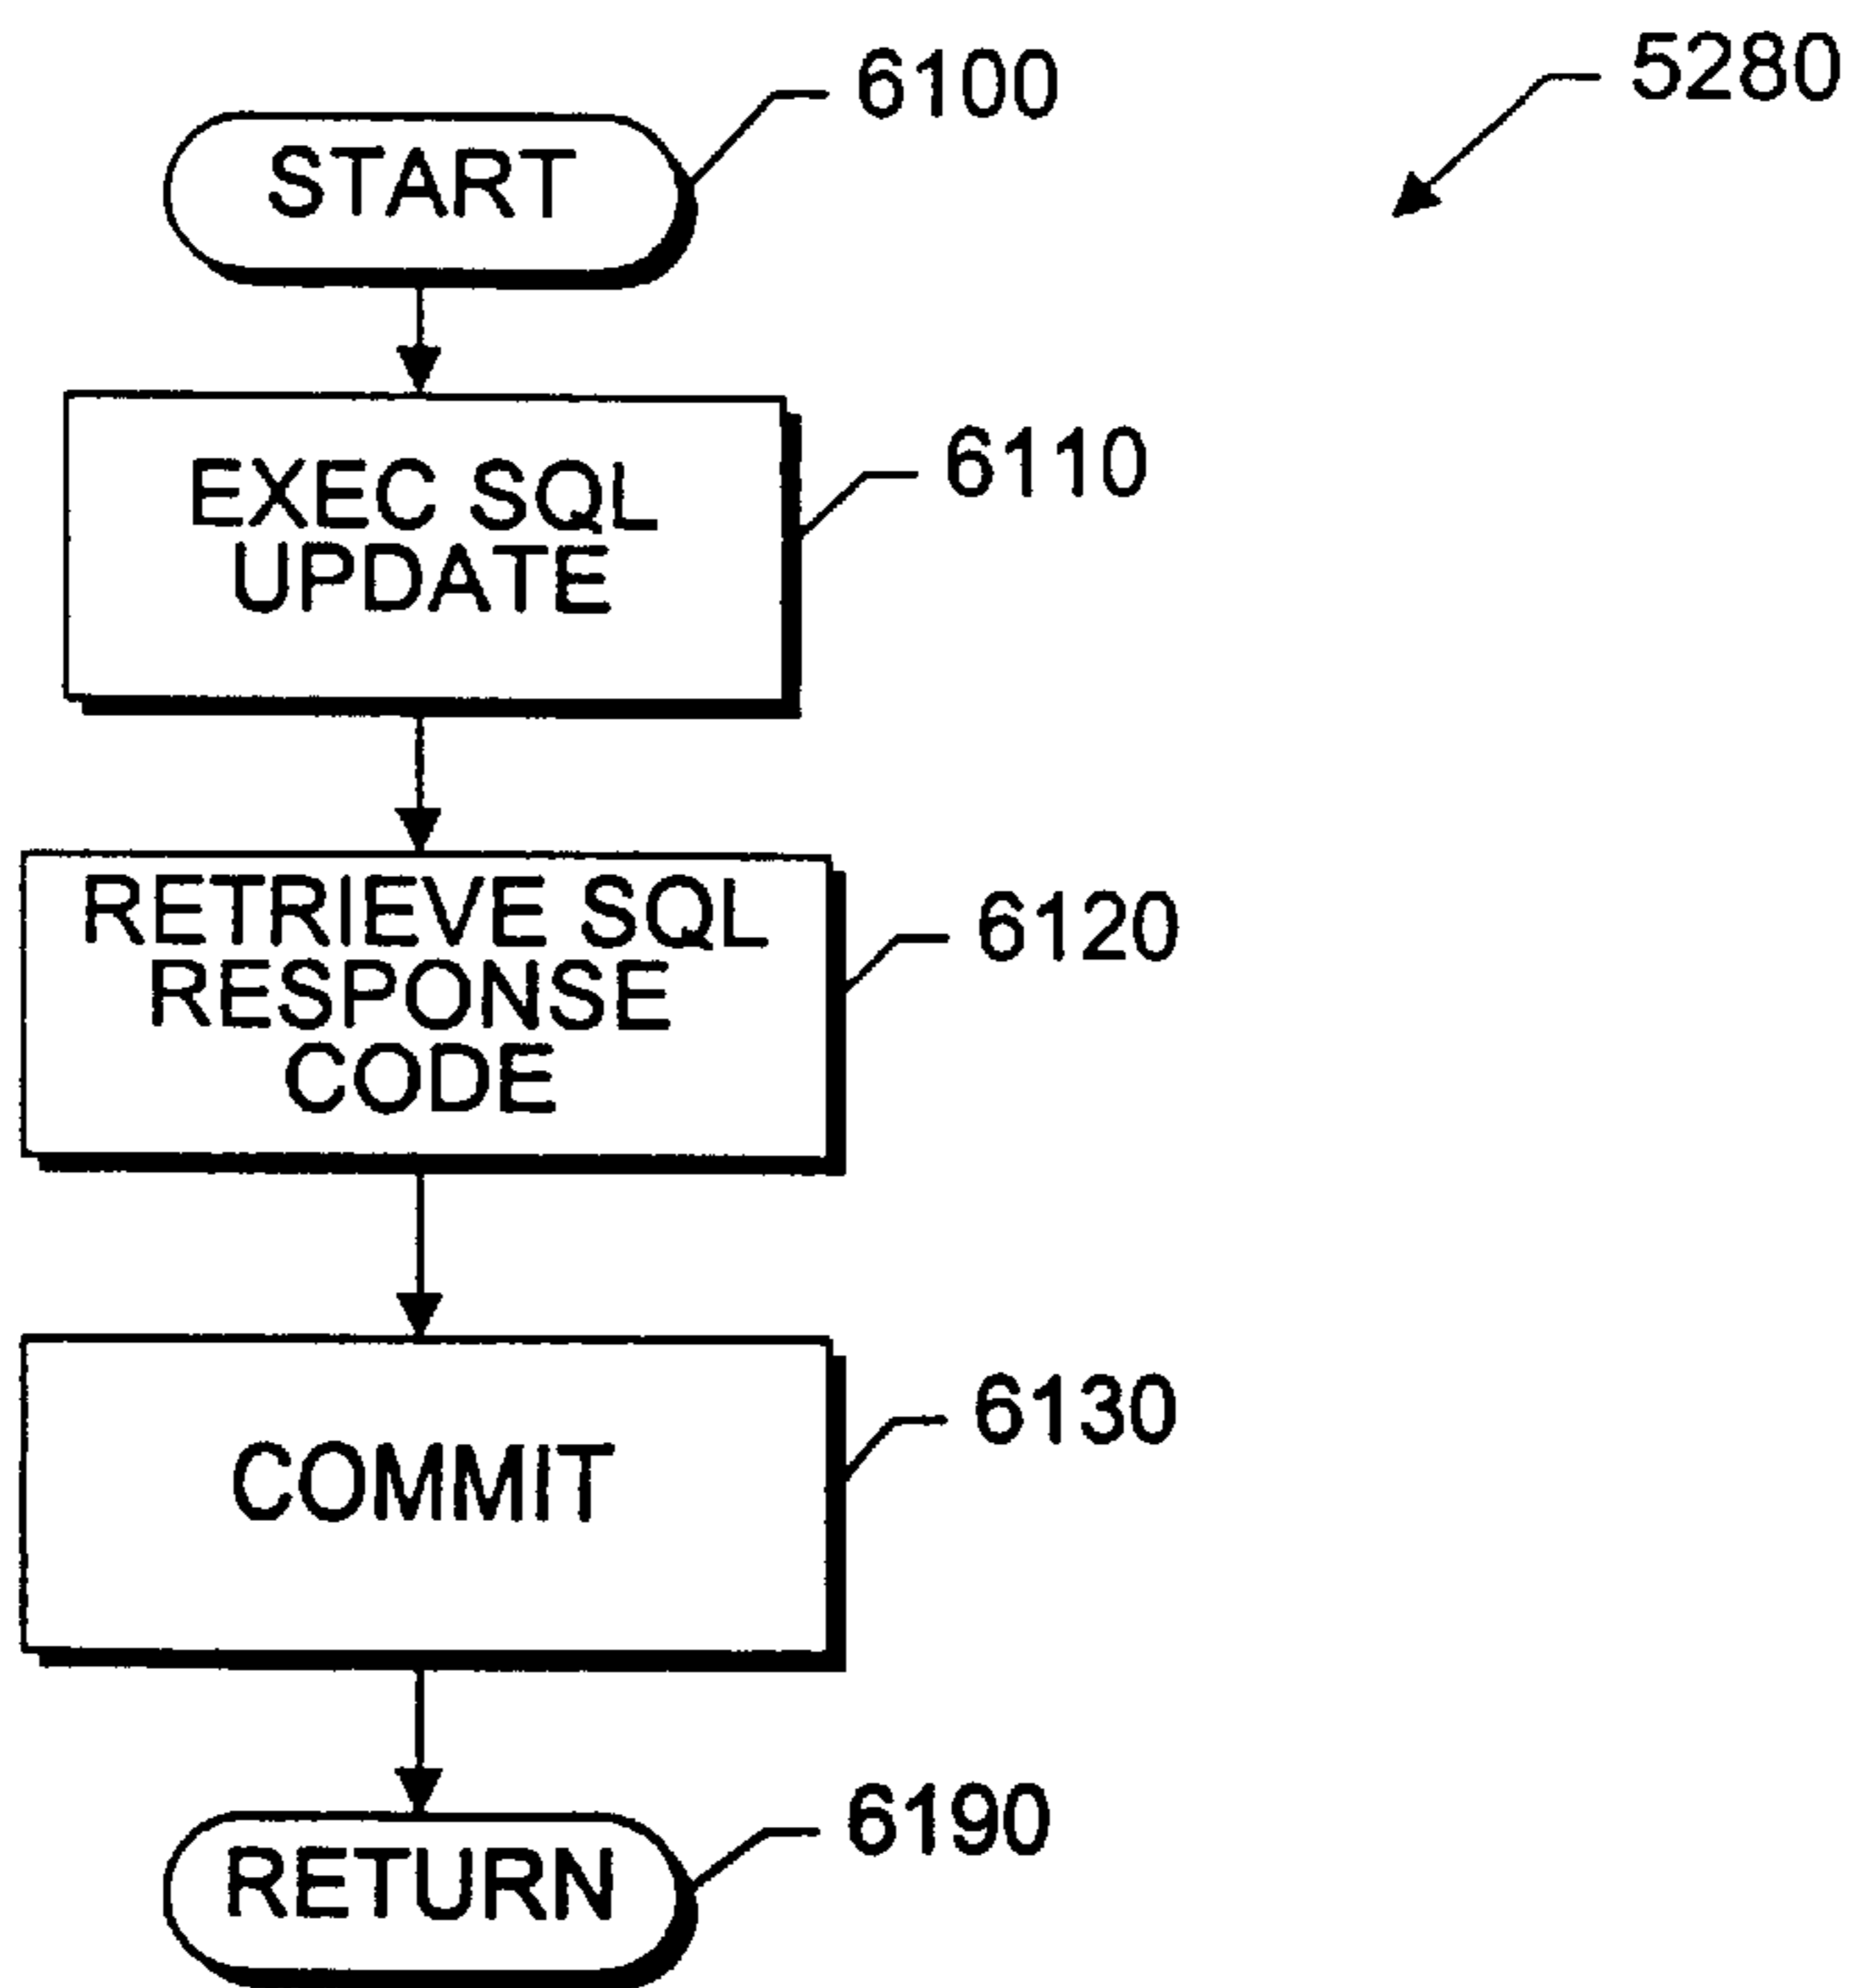 5280
6100
START
6110
EXEC SQL
UPDATE
6120
RETRIEVE SQL
RESPONSE
CODE
6130
COMMIT
6190
RETURN